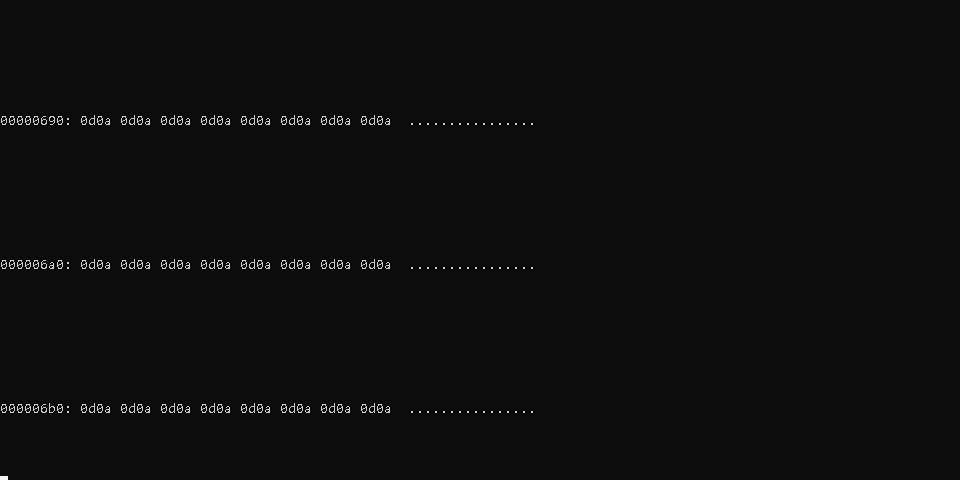 00000690: 0d0a 0d0a 0d0a 0d0a 0d0a 0d0a 0d0a 0d0a  ................
000006a0: 0d0a 0d0a 0d0a 0d0a 0d0a 0d0a 0d0a 0d0a  ................
000006b0: 0d0a 0d0a 0d0a 0d0a 0d0a 0d0a 0d0a 0d0a  ................